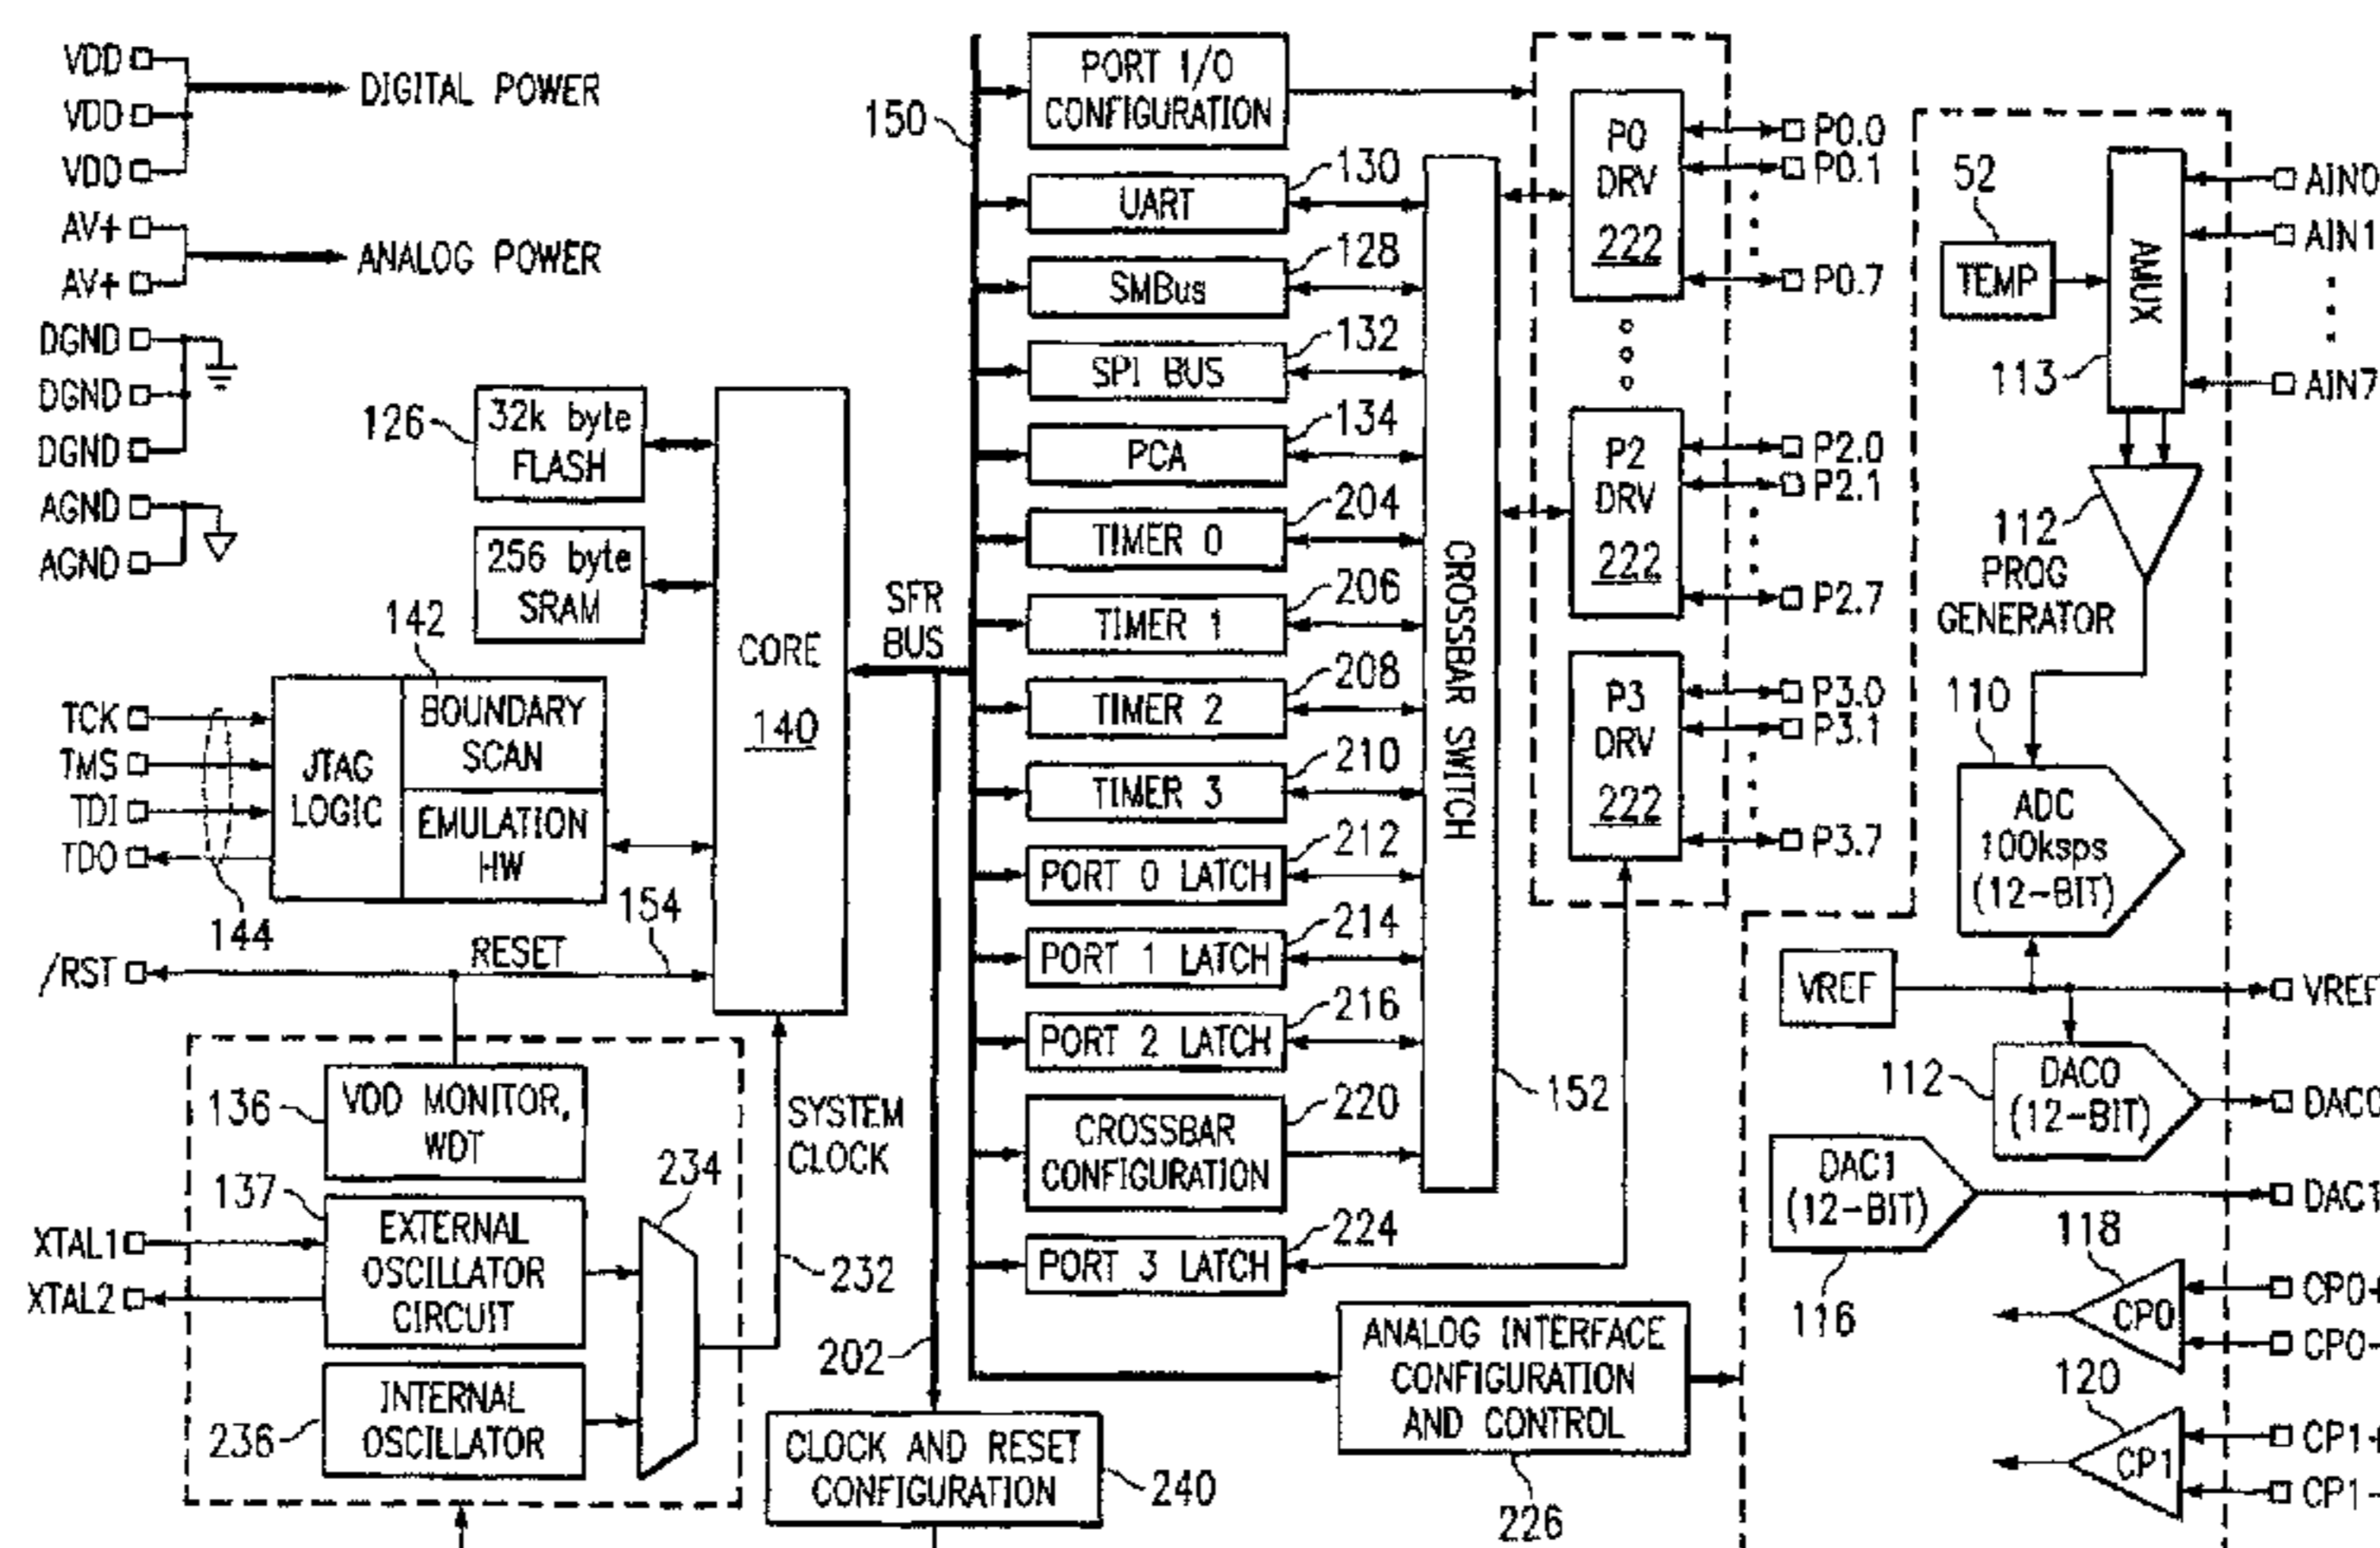 VDD
VDD
VDD
DIGITAL POWER
AV+
AV+
ANALOG POWER
DGND
DGND
DGND
AGND
AGND
126
32k byte
FLASH
256 byte
SRAM
142
TCK
TMS
TDI
TDO
144
JTAG
LOGIC
BOUNDARY
SCAN
EMULATION
HW
154
/RST
RESET
CORE
140
SFR
BUS
136
VDD MONITOR,
WDT
137
XTAL1
XTAL2
EXTERNAL
OSCILLATOR
CIRCUIT
236
INTERNAL
OSCILLATOR
234
SYSTEM
CLOCK
232
202
CLOCK AND RESET
CONFIGURATION
240
150
PORT I/O
CONFIGURATION
UART
130
SMBus
128
SPI BUS
132
PCA
134
TIMER 0
204
TIMER 1
206
TIMER 2
208
TIMER 3
210
PORT 0 LATCH
212
PORT 1 LATCH
214
PORT 2 LATCH
216
CROSSBAR
CONFIGURATION
220
PORT 3 LATCH
224
CROSSBAR SWITCH
152
ANALOG INTERFACE
CONFIGURATION
AND CONTROL
226
P0
DRV
222
P0.0
P0.1
P0.7
P2
DRV
222
P2.0
P2.1
P2.7
P3
DRV
222
P3.0
P3.1
P3.7
52
TEMP
AMUX
113
AIN0
AIN1
AIN7
112
PROG
GENERATOR
110
ADC
100ksps
(12-BIT)
VREF
VREF
112
DAC0
(12-BIT)
DAC0
DAC1
(12-BIT)
DAC1
116
118
CP0
CP0+
CP0-
120
CP1
CP1+
CP1-